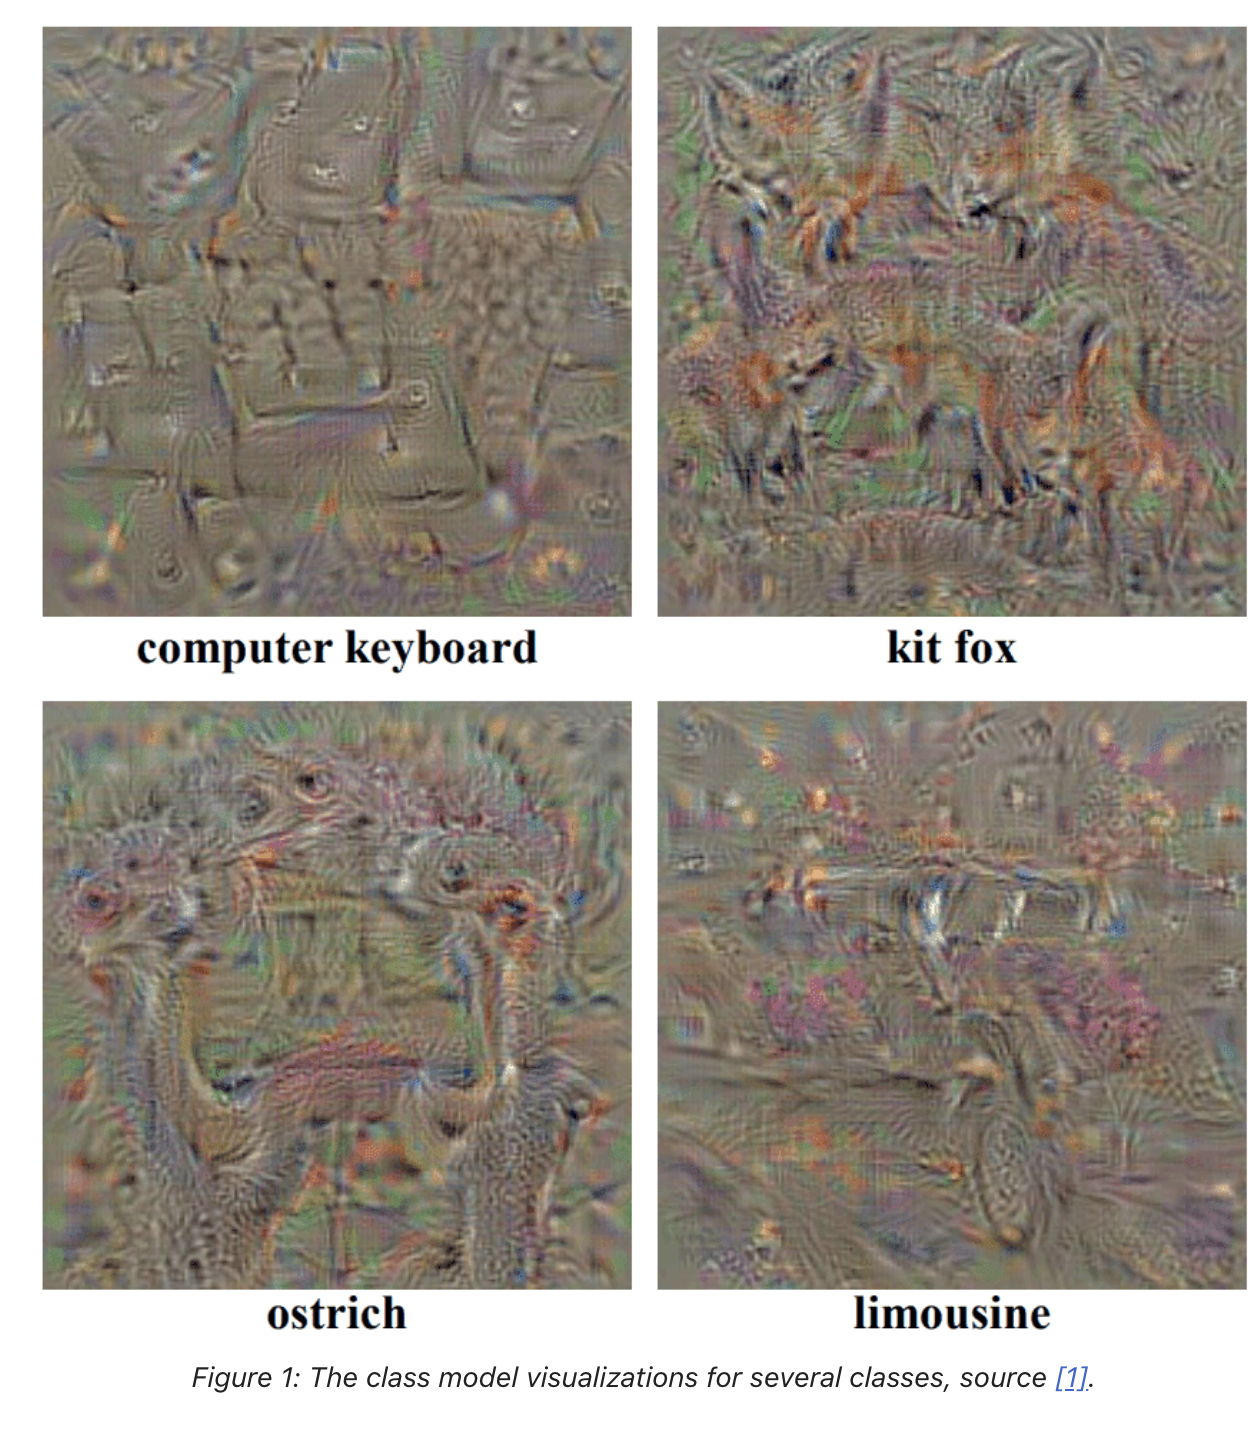 computer keyboard
kit fox
ostrich
limousine
Figure 1: The class model visualizations for several classes, source [1].